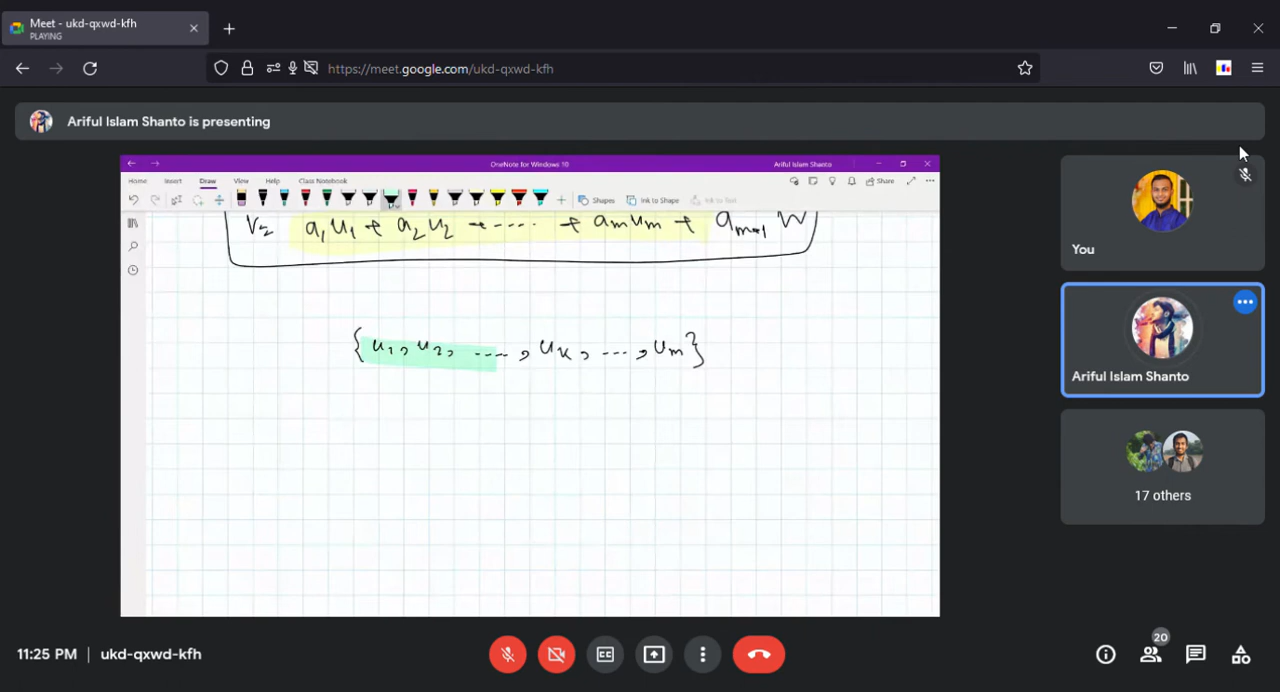 Meet - ukd-qxwd-kfh
PLAYING
https://meet.google.com/ukd-qxwd-kfh
Ariful Islam Shanto is presenting
OneNote for Windows 10
Ariful Islam Shanto
Home Insert Draw View Help Class Notebook
Share
Shapes Ink to Shape Ink to Text
V= a₁u₁ + a₂u₂ + .... + aₘuₘ + aₘ₊₁ W
{u₁, u₂, ...., uₖ, ..., uₘ}
You
Ariful Islam Shanto
17 others
11:25 PM | ukd-qxwd-kfh
20